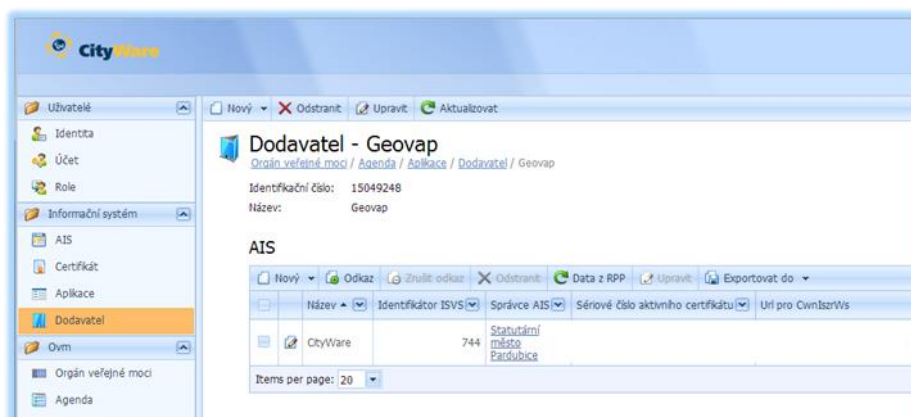 CityWare
Uživatelé
Identita
Účet
Role
Informační systém
AIS
Certifikát
Aplikace
Dodavatel
Ovm
Orgán veřejné moci
Agenda
Nový Odstranit Upravit Aktualizovat
Dodavatel - Geovap
Orgán veřejné moci / Agenda / Aplikace / Dodavatel / Geovap
Identifikační číslo: 15049248
Název: Geovap
AIS
Nový Odkaz Zrušit odkaz Odstranit Data z RPP Upravit Exportovat do
Název Identifikátor ISVS Správce AIS Sériové číslo aktivního certifikátu Url pro CwnIszrWs
CityWare 744 Statutární
město
Pardubice
Items per page: 20